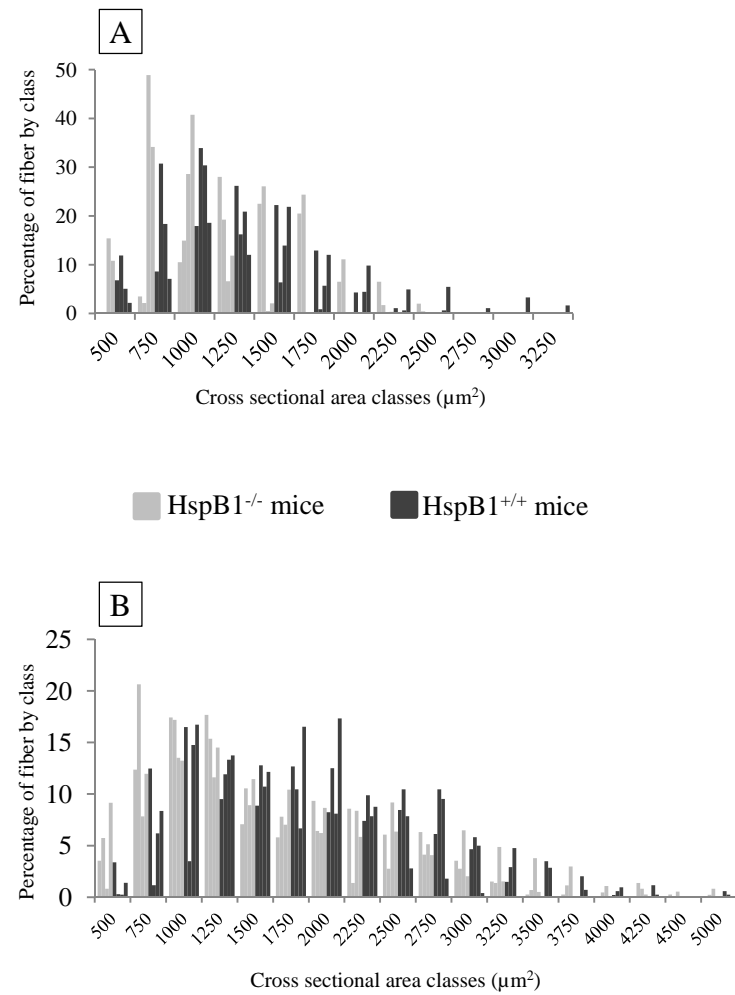 A
50
40
30
20
10
0
Percentage of fiber by class
500 750 1000 1250 1500 1750 2000 2250 2500 2750 3000 3250
Cross sectional area classes (µm²)
HspB1⁻/⁻ mice HspB1⁺/⁺ mice
B
25
20
15
10
5
0
Percentage of fiber by class
500 750 1000 1250 1500 1750 2000 2250 2500 2750 3000 3250 3500 3750 4000 4250 4500 5000
Cross sectional area classes (µm²)